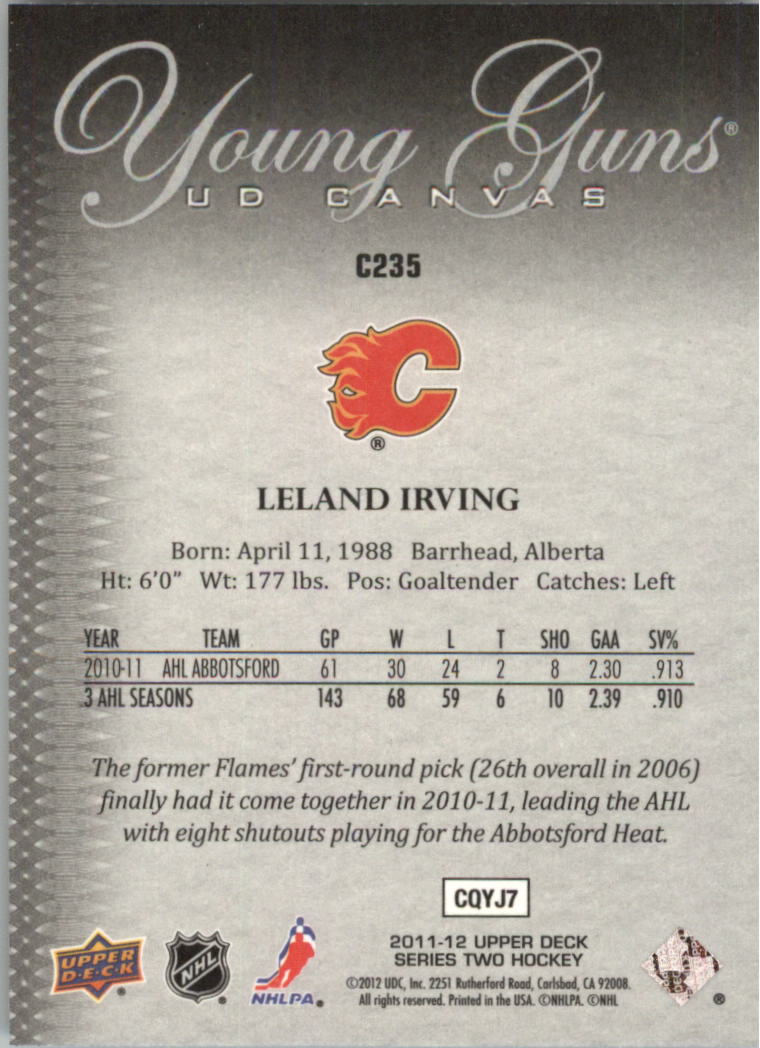 Young Guns®
UD CANVAS
C235
®
LELAND IRVING
Born: April 11, 1988 Barrhead, Alberta
Ht: 6'0" Wt: 177 lbs. Pos: Goaltender Catches: Left
YEAR TEAM GP W L T SHO GAA SV%
2010-11 AHL ABBOTSFORD 61 30 24 2 8 2.30 .913
3 AHL SEASONS 143 68 59 6 10 2.39 .910
The former Flames' first-round pick (26th overall in 2006)
finally had it come together in 2010-11, leading the AHL
with eight shutouts playing for the Abbotsford Heat.
CQYJ7
UPPER
D·E·C·K
®
NHL
®
NHLPA®
2011-12 UPPER DECK
SERIES TWO HOCKEY
©2012 UDC, Inc. 2251 Rutherford Road, Carlsbad, CA 92008.
All rights reserved. Printed in the USA. ©NHLPA. ©NHL
®